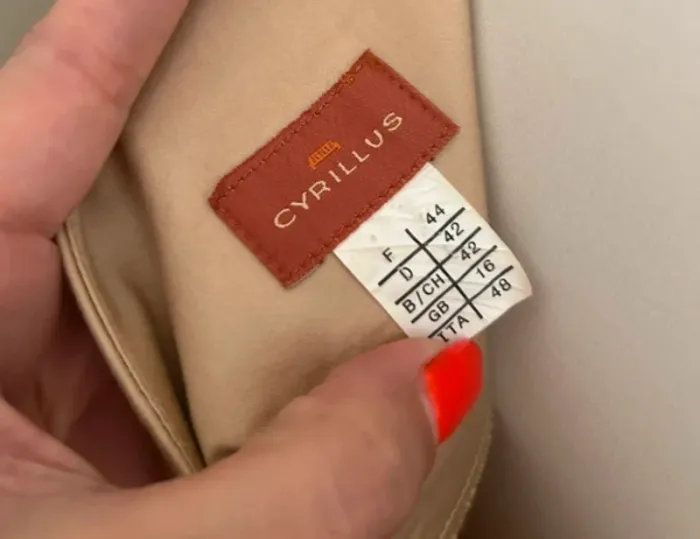 CYRILLUS
F 44
D 42
B/CH 42
GB 16
ITA 48